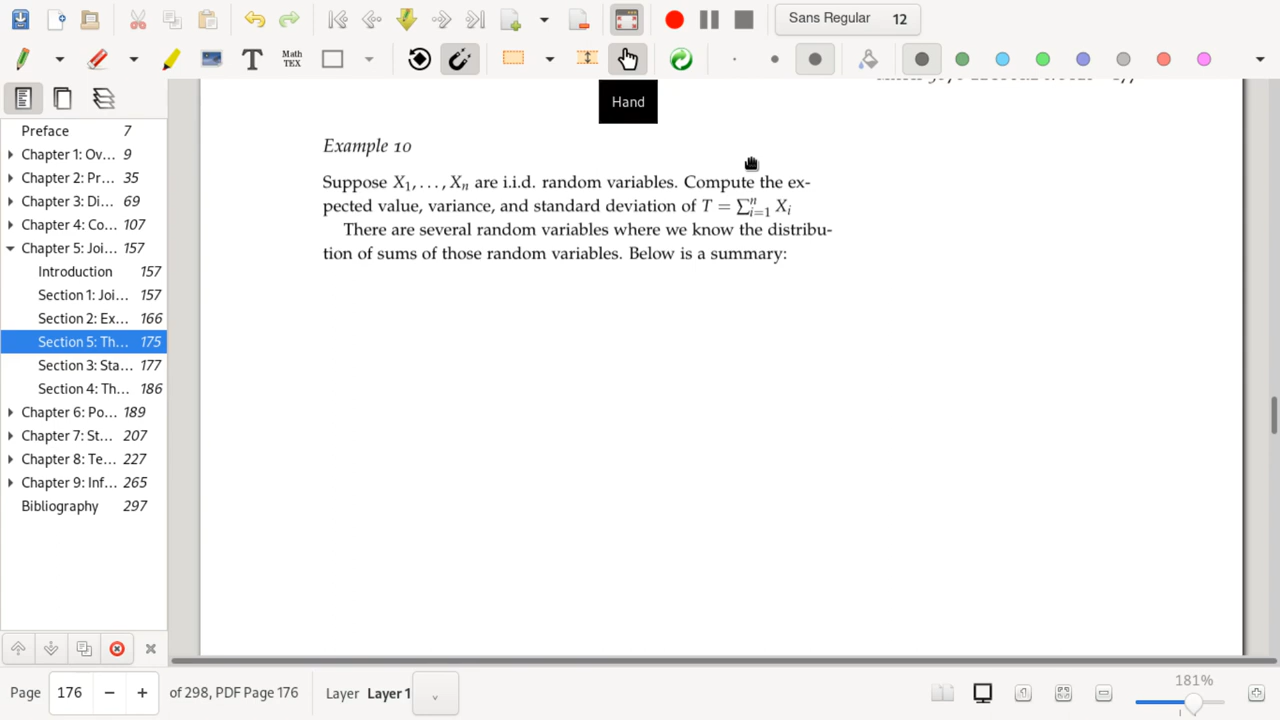 Sans Regular 12
Math
TEX
Hand
Preface 7
Chapter 1: Ov... 9
Chapter 2: Pr... 35
Chapter 3: Di... 69
Chapter 4: Co... 107
Chapter 5: Joi... 157
Introduction 157
Section 1: Joi... 157
Section 2: Ex... 166
Section 5: Th... 175
Section 3: Sta... 177
Section 4: Th... 186
Chapter 6: Po... 189
Chapter 7: St... 207
Chapter 8: Te... 227
Chapter 9: Inf... 265
Bibliography 297
Example 10
Suppose X₁, . . . , Xₙ are i.i.d. random variables. Compute the ex-
pected value, variance, and standard deviation of T = ∑ⁿᵢ₌₁ Xᵢ
There are several random variables where we know the distribu-
tion of sums of those random variables. Below is a summary:
Page 176 of 298, PDF Page 176 Layer Layer 1 181%